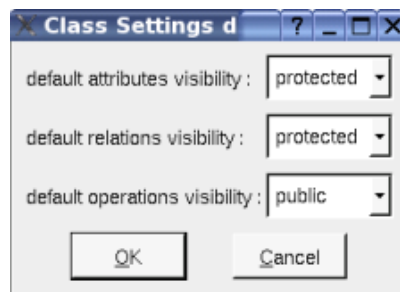 Class Settings d
default attributes visibility : protected
default relations visibility : protected
default operations visibility : public
OK Cancel